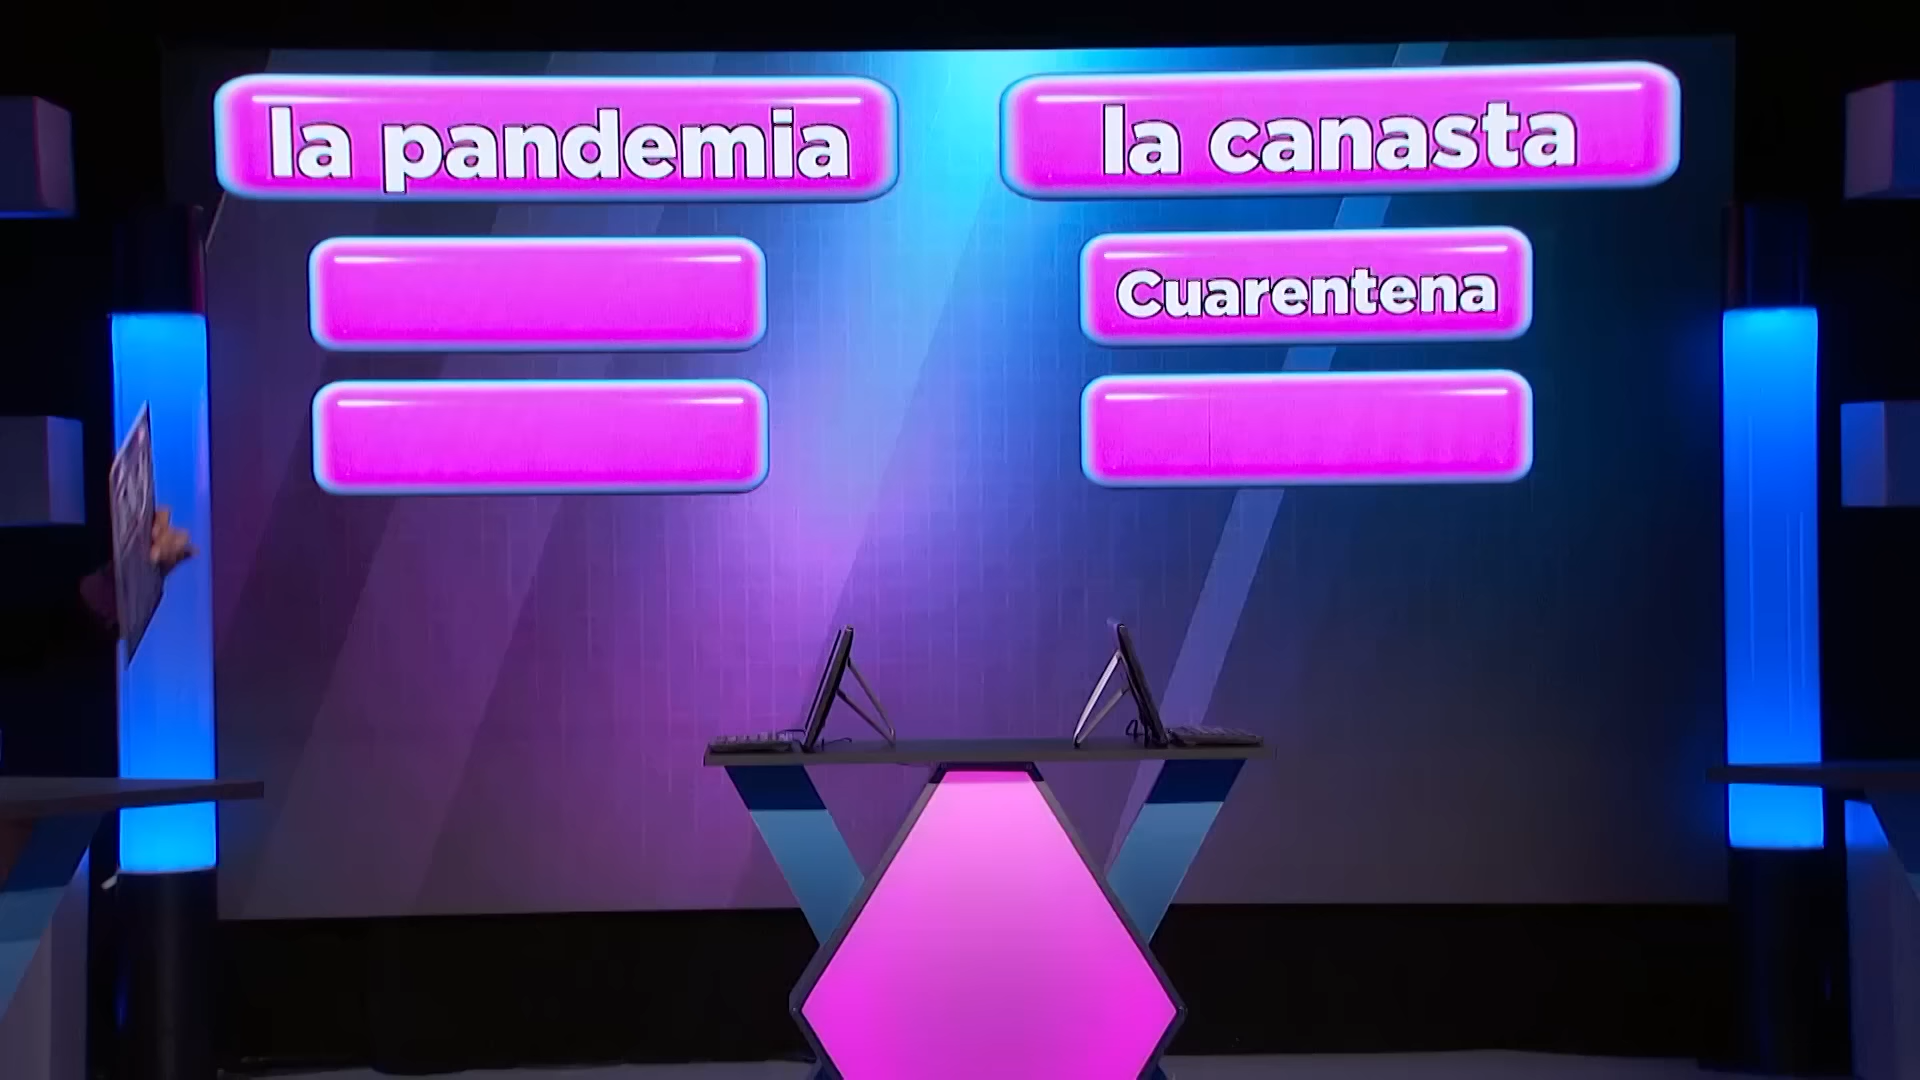 la pandemia
la canasta
Cuarentena